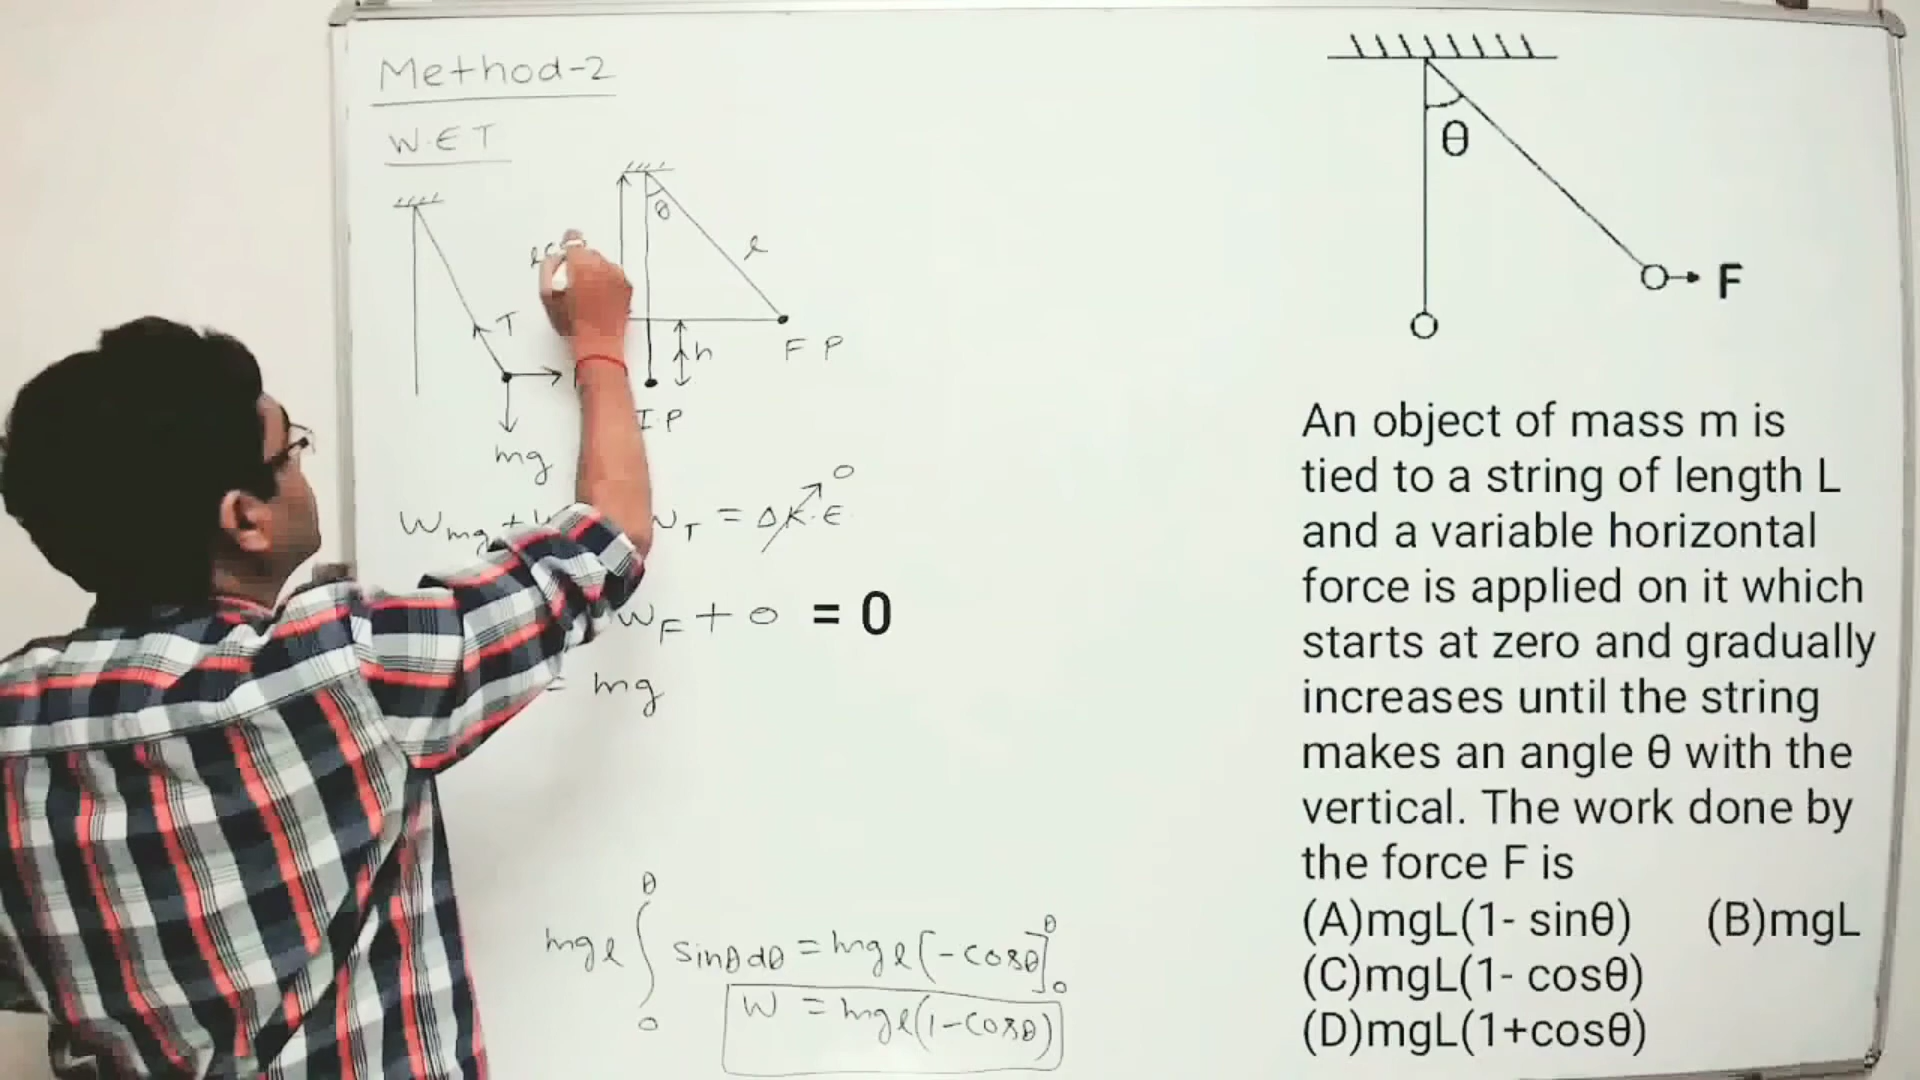 Method-2
W.E T
θ
l
T
h
F P
I.P
mg
W mg + W T = ΔK.E 0
W F + 0 = 0
= mg
θ
mgl ∫ sinθ dθ = mgl [-cosθ] θ 0
0
W = mgl(1-cosθ)
θ
F
An object of mass m is
tied to a string of length L
and a variable horizontal
force is applied on it which
starts at zero and gradually
increases until the string
makes an angle θ with the
vertical. The work done by
the force F is
(A)mgL(1- sinθ) (B)mgL
(C)mgL(1- cosθ)
(D)mgL(1+cosθ)